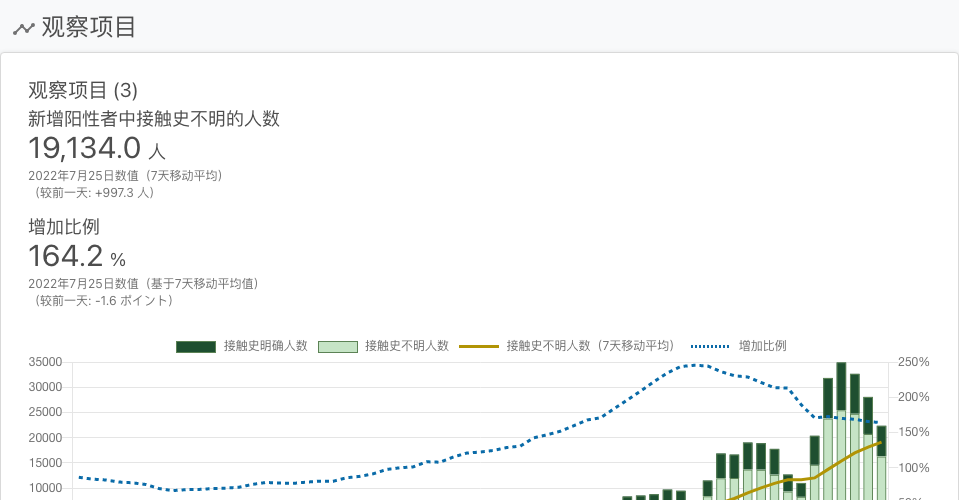 观察项目
观察项目 (3)
新增阳性者中接触史不明的人数
19,134.0 人
2022年7月25日数值（7天移动平均）
（较前一天: +997.3 人）
增加比例
164.2 %
2022年7月25日数值（基于7天移动平均值）
（较前一天: -1.6 ポイント）
接触史明确人数 接触史不明人数 接触史不明人数（7天移动平均） 增加比例
35000 250%
30000
25000 200%
20000 150%
15000
10000 100%